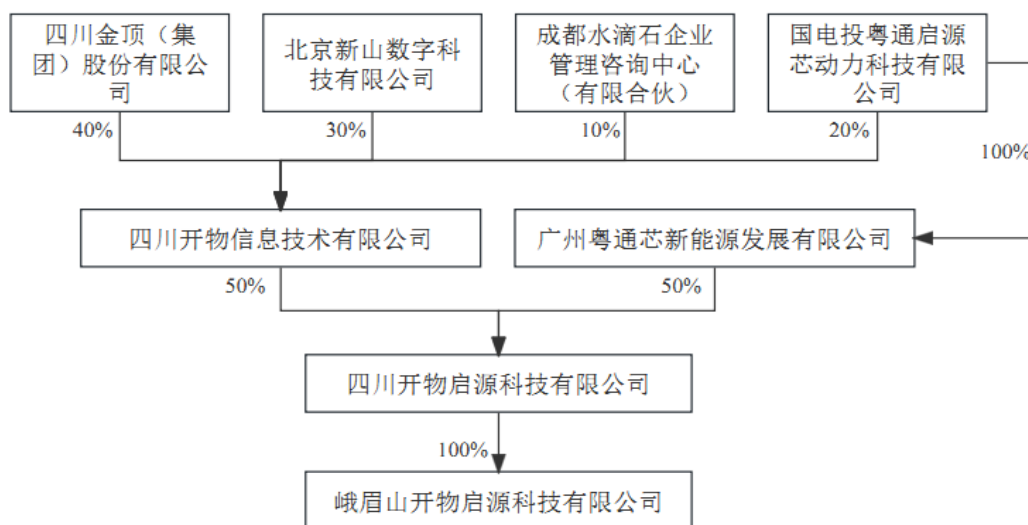 四川金顶（集
团）股份有限公
司
北京新山数字科
技有限公司
成都水滴石企业
管理咨询中心
（有限合伙）
国电投粤通启源
芯动力科技有限
公司
40%
30%
10%
20%
100%
四川开物信息技术有限公司
广州粤通芯新能源发展有限公司
50%
50%
四川开物启源科技有限公司
100%
峨眉山开物启源科技有限公司